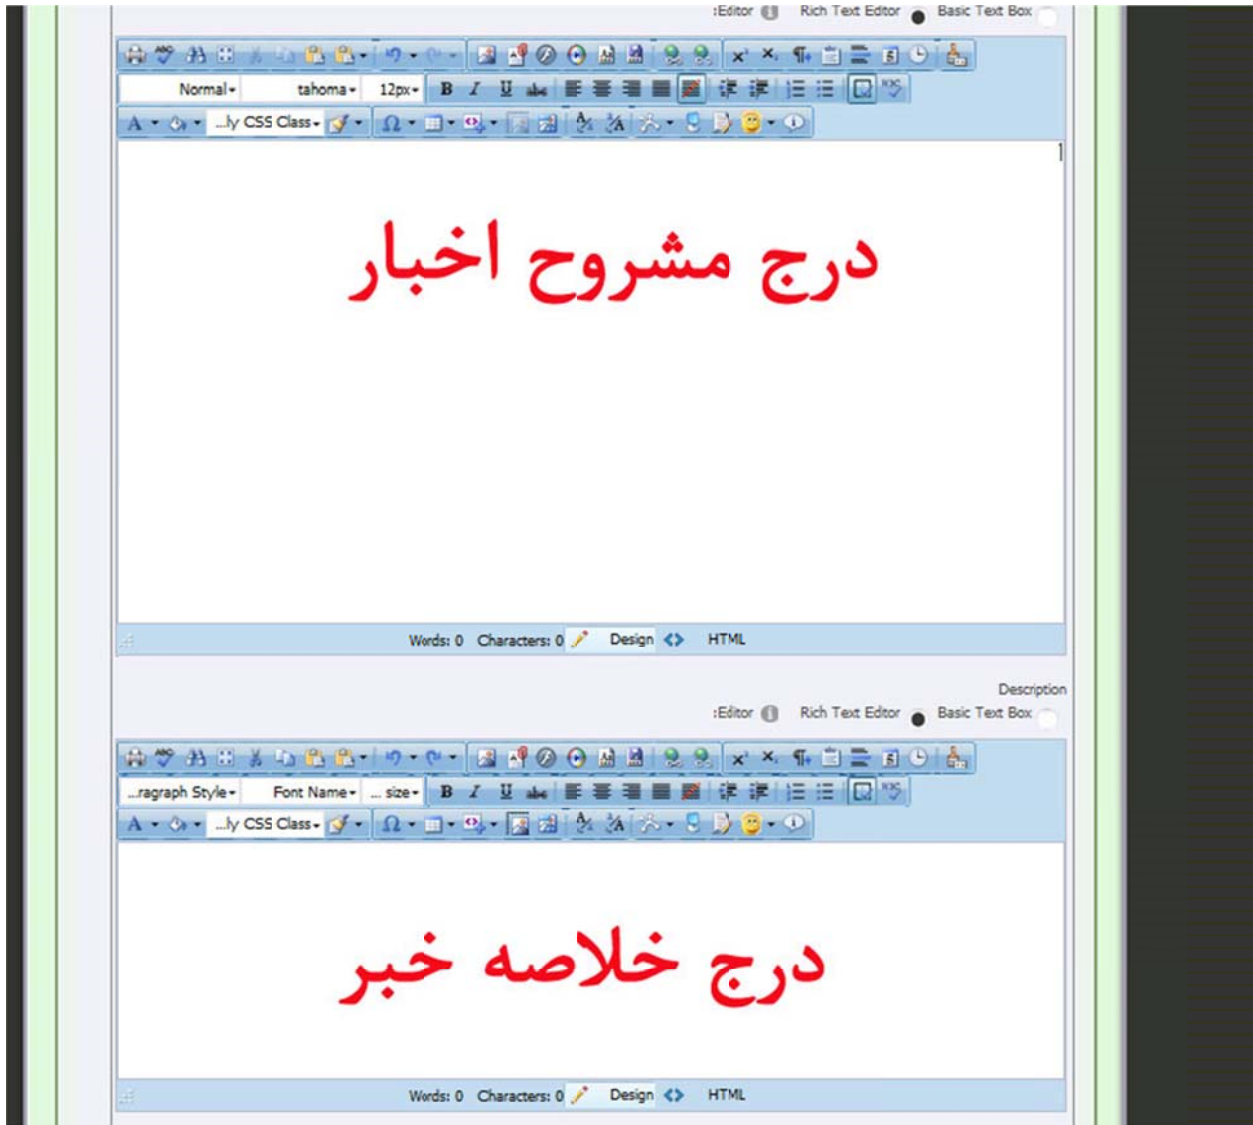 :Editor Rich Text Editor Basic Text Box
Normal tahoma 12px B I U abc
A ...ly CSS Class Ω
درج مشروح اخبار
Words: 0 Characters: 0 Design HTML
Description
:Editor Rich Text Editor Basic Text Box
...ragraph Style Font Name ... size B I U abc
A ...ly CSS Class Ω
درج خلاصه خبر
Words: 0 Characters: 0 Design HTML